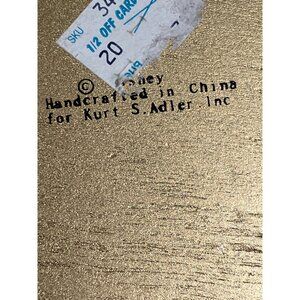 SKU 34
1/2 OFF CARD
20
©
Handcrafted in China
for Kurt S.Adler Inc